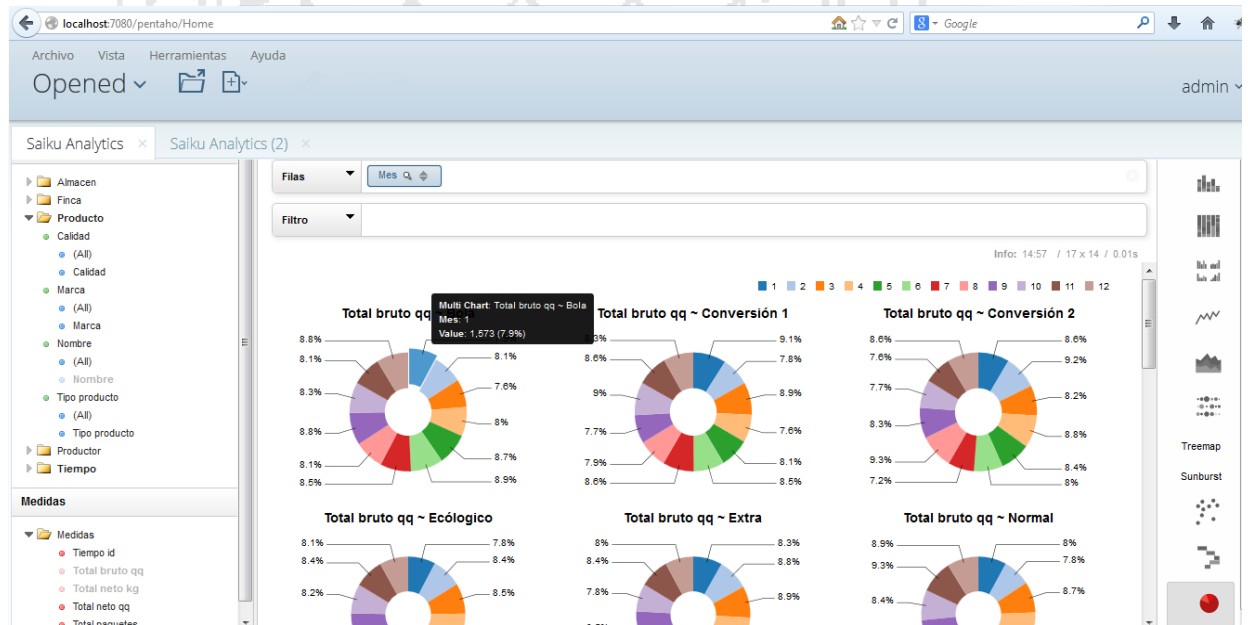 localhost:7080/pentaho/Home
Google
Archivo Vista Herramientas Ayuda
Opened
admin
Saiku Analytics
Saiku Analytics (2)
Almacen
Finca
Producto
Calidad
(All)
Calidad
Marca
(All)
Marca
Nombre
(All)
Nombre
Tipo producto
(All)
Tipo producto
Productor
Tiempo
Medidas
Medidas
Tiempo id
Total bruto qq
Total neto kg
Total neto qq
Total paquetes
Filas
Mes
Filtro
Info: 14:57 / 17 x 14 / 0.01s
1 2 3 4 5 6 7 8 9 10 11 12
Multi Chart: Total bruto qq ~ Bola
Mes: 1
Value: 1,573 (7.9%)
8.8%
8.1%
8.1%
7.6%
8.3%
8%
8.8%
8.7%
8.1%
8.9%
8.5%
Total bruto qq ~ Conversión 1
9.1%
8.6%
7.8%
9%
8.9%
7.7%
7.6%
7.9%
8.1%
8.6%
8.5%
Total bruto qq ~ Conversión 2
8.6%
8.6%
7.6%
9.2%
7.7%
8.2%
8.3%
8.8%
9.3%
8.4%
7.2%
8%
Total bruto qq ~ Ecólogico
8.1%
7.8%
8.4%
8.4%
8.2%
8.5%
Total bruto qq ~ Extra
8%
8.3%
8.4%
8.8%
7.8%
8.9%
Total bruto qq ~ Normal
8.9%
8%
9.3%
7.8%
8.4%
8.7%
Treemap
Sunburst